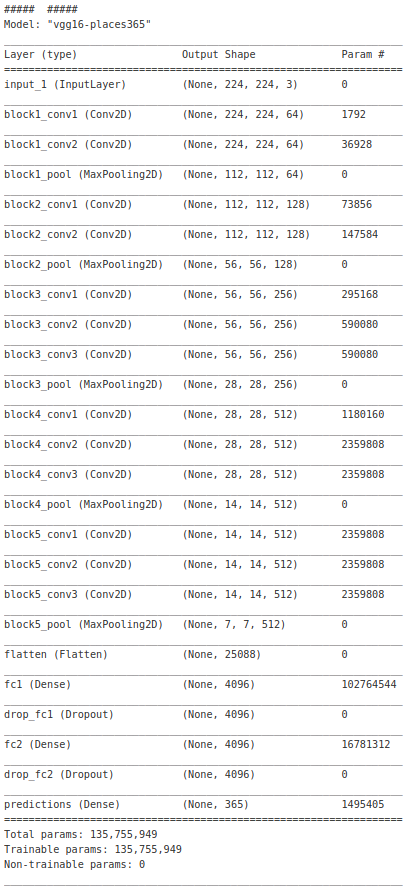 #####  #####
Model: "vgg16-places365"
Layer (type)                 Output Shape              Param #
=================================================================
input_1 (InputLayer)         (None, 224, 224, 3)       0
block1_conv1 (Conv2D)        (None, 224, 224, 64)      1792
block1_conv2 (Conv2D)        (None, 224, 224, 64)      36928
block1_pool (MaxPooling2D)   (None, 112, 112, 64)      0
block2_conv1 (Conv2D)        (None, 112, 112, 128)     73856
block2_conv2 (Conv2D)        (None, 112, 112, 128)     147584
block2_pool (MaxPooling2D)   (None, 56, 56, 128)       0
block3_conv1 (Conv2D)        (None, 56, 56, 256)       295168
block3_conv2 (Conv2D)        (None, 56, 56, 256)       590080
block3_conv3 (Conv2D)        (None, 56, 56, 256)       590080
block3_pool (MaxPooling2D)   (None, 28, 28, 256)       0
block4_conv1 (Conv2D)        (None, 28, 28, 512)       1180160
block4_conv2 (Conv2D)        (None, 28, 28, 512)       2359808
block4_conv3 (Conv2D)        (None, 28, 28, 512)       2359808
block4_pool (MaxPooling2D)   (None, 14, 14, 512)       0
block5_conv1 (Conv2D)        (None, 14, 14, 512)       2359808
block5_conv2 (Conv2D)        (None, 14, 14, 512)       2359808
block5_conv3 (Conv2D)        (None, 14, 14, 512)       2359808
block5_pool (MaxPooling2D)   (None, 7, 7, 512)         0
flatten (Flatten)            (None, 25088)             0
fc1 (Dense)                  (None, 4096)              102764544
drop_fc1 (Dropout)           (None, 4096)              0
fc2 (Dense)                  (None, 4096)              16781312
drop_fc2 (Dropout)           (None, 4096)              0
predictions (Dense)          (None, 365)               1495405
=================================================================
Total params: 135,755,949
Trainable params: 135,755,949
Non-trainable params: 0